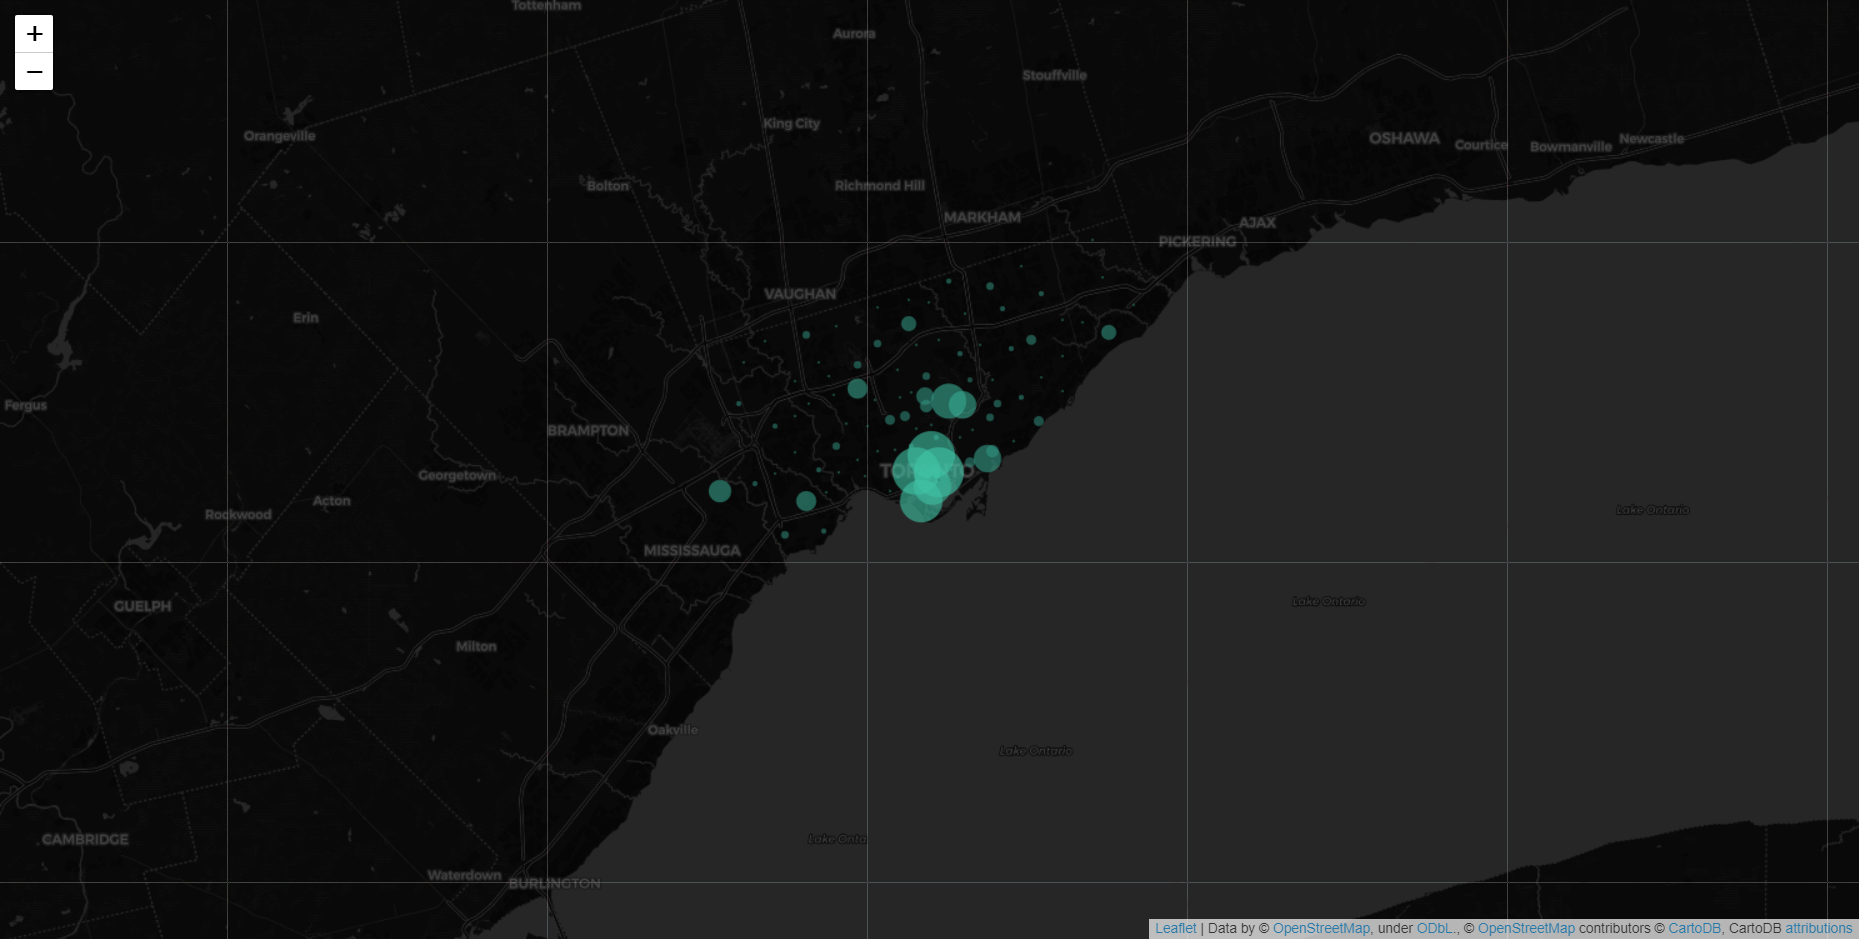 +
−
Tottenham
Aurora
Stouffville
King City
Orangeville
OSHAWA
Courtice
Bowmanville
Newcastle
Bolton
Richmond Hill
MARKHAM
AJAX
PICKERING
VAUGHAN
Erin
Fergus
BRAMPTON
Georgetown
Acton
Rockwood
Lake Ontario
MISSISSAUGA
Lake Ontario
GUELPH
Milton
Oakville
Lake Ontario
CAMBRIDGE
Lake Onta
Waterdown
BURLINGTON
Leaflet | Data by © OpenStreetMap, under ODbL., © OpenStreetMap contributors © CartoDB, CartoDB attributions